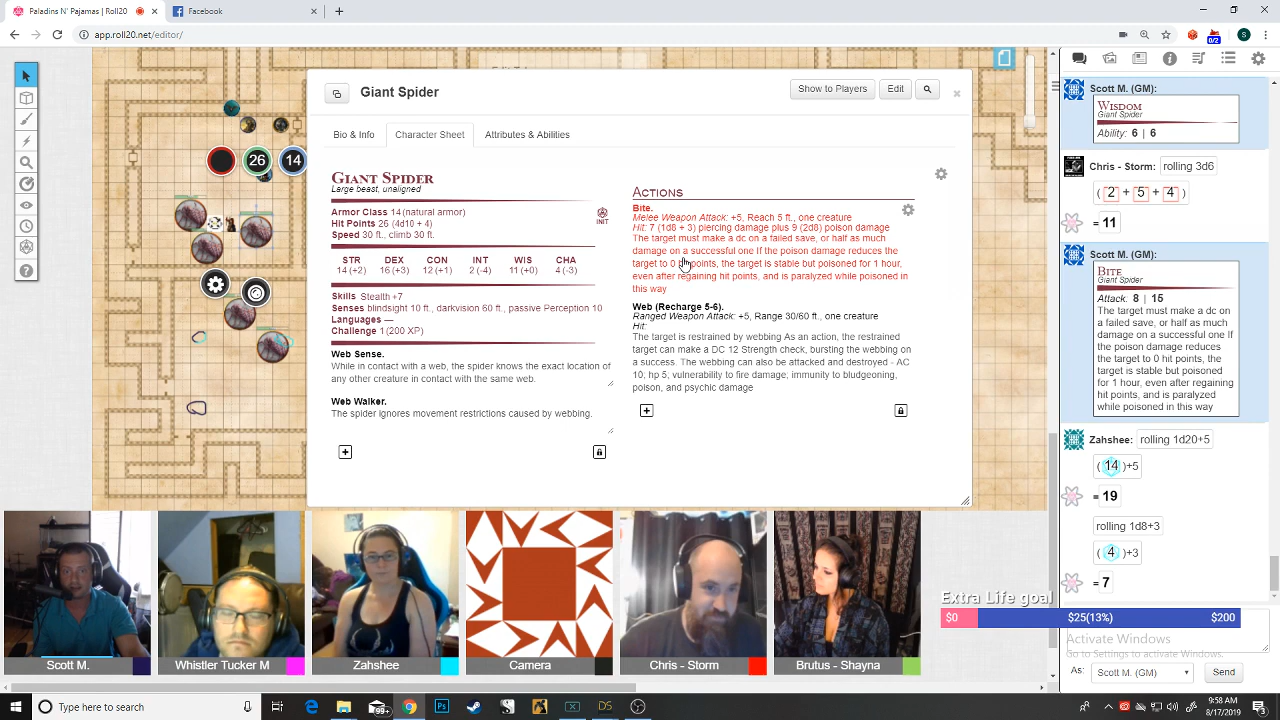 Paladins N' Pajamas | Roll20
Facebook
app.roll20.net/editor/
0/2
S
26
14
Giant Spider
Show to Players
Edit
Bio & Info
Character Sheet
Attributes & Abilities
GIANT SPIDER
Large beast, unaligned
Armor Class 14 (natural armor)
Hit Points 26 (4d10 + 4)
Speed 30 ft., climb 30 ft.
INIT
STR DEX CON INT WIS CHA
14 (+2) 16 (+3) 12 (+1) 2 (-4) 11 (+0) 4 (-3)
Skills Stealth +7
Senses blindsight 10 ft., darkvision 60 ft., passive Perception 10
Languages —
Challenge 1 (200 XP)
Web Sense.
While in contact with a web, the spider knows the exact location of
any other creature in contact with the same web.
Web Walker.
The spider ignores movement restrictions caused by webbing.
ACTIONS
Bite.
Melee Weapon Attack: +5, Reach 5 ft., one creature
Hit: 7 (1d8 + 3) piercing damage plus 9 (2d8) poison damage
The target must make a dc on a failed save, or half as much
damage on a successful one If the poison damage reduces the
target to 0 hit points, the target is stable but poisoned for 1 hour,
even after regaining hit points, and is paralyzed while poisoned in
this way
Web (Recharge 5-6).
Ranged Weapon Attack: +5, Range 30/60 ft., one creature
Hit:
The target is restrained by webbing As an action, the restrained
target can make a DC 12 Strength check, bursting the webbing on
a success. The webbing can also be attacked and destroyed - AC
10; hp 5; vulnerability to fire damage; immunity to bludgeoning,
poison, and psychic damage
Scott M. (GM):
WISDOM
Giant Spider
Ability: 6 | 6
Chris - Storm: rolling 3d6
( 2 + 5 + 4 )
= 11
Scott M. (GM):
BITE
Giant Spider
Attack: 8 | 15
The target must make a dc on
a failed save, or half as much
damage on a successful one If
the poison damage reduces
the target to 0 hit points, the
target is stable but poisoned
for 1 hour, even after regaining
hit points, and is paralyzed
while poisoned in this way
Zahshee: rolling 1d20+5
( 14 )+5
= 19
rolling 1d8+3
( 4 )+3
= 7
Extra Life goal
$0 $25(13%) $200
Activate Windows
Go to Settings to activate Windows.
As: Scott M. (GM) Send
Scott M.
Whistler Tucker M
Zahshee
Camera
Chris - Storm
Brutus - Shayna
Type here to search
99+
DS
9:58 AM
8/17/2019